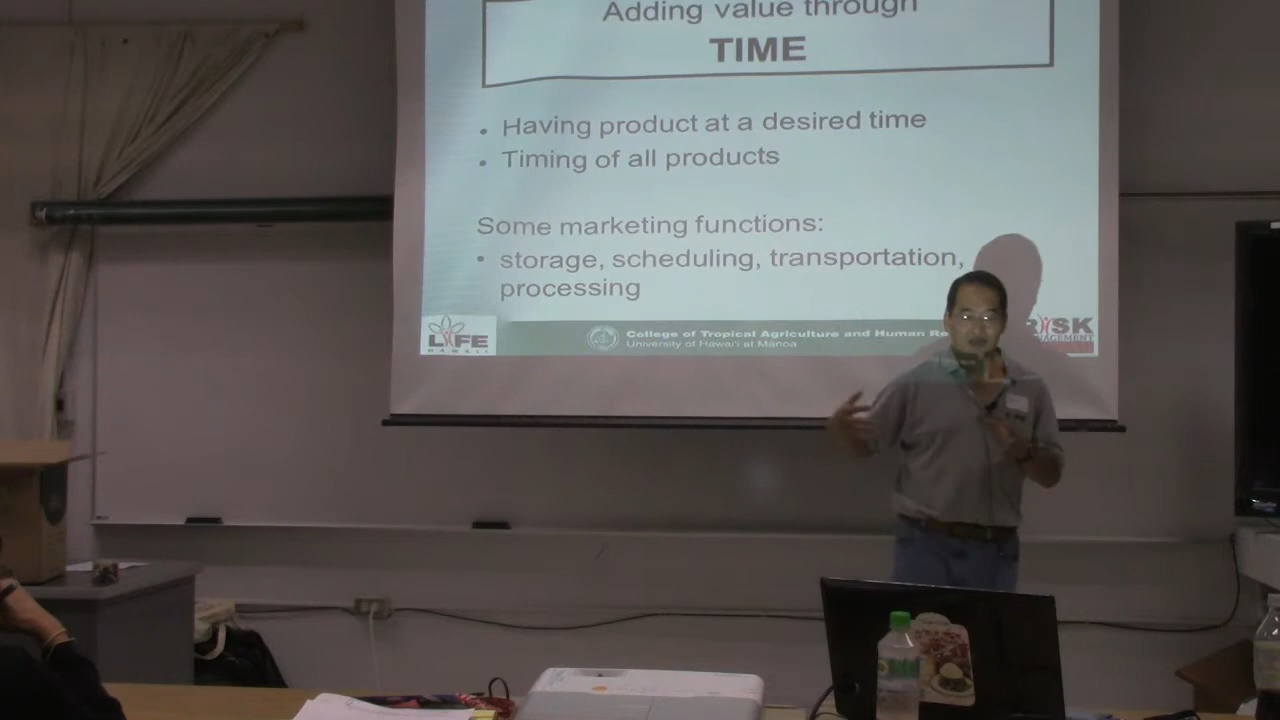 Adding value through
TIME
• Having product at a desired time
• Timing of all products
Some marketing functions:
• storage, scheduling, transportation,
processing
LIFE
HAWAII
College of Tropical Agriculture and Human Re
University of Hawai'i at Mānoa
RISK